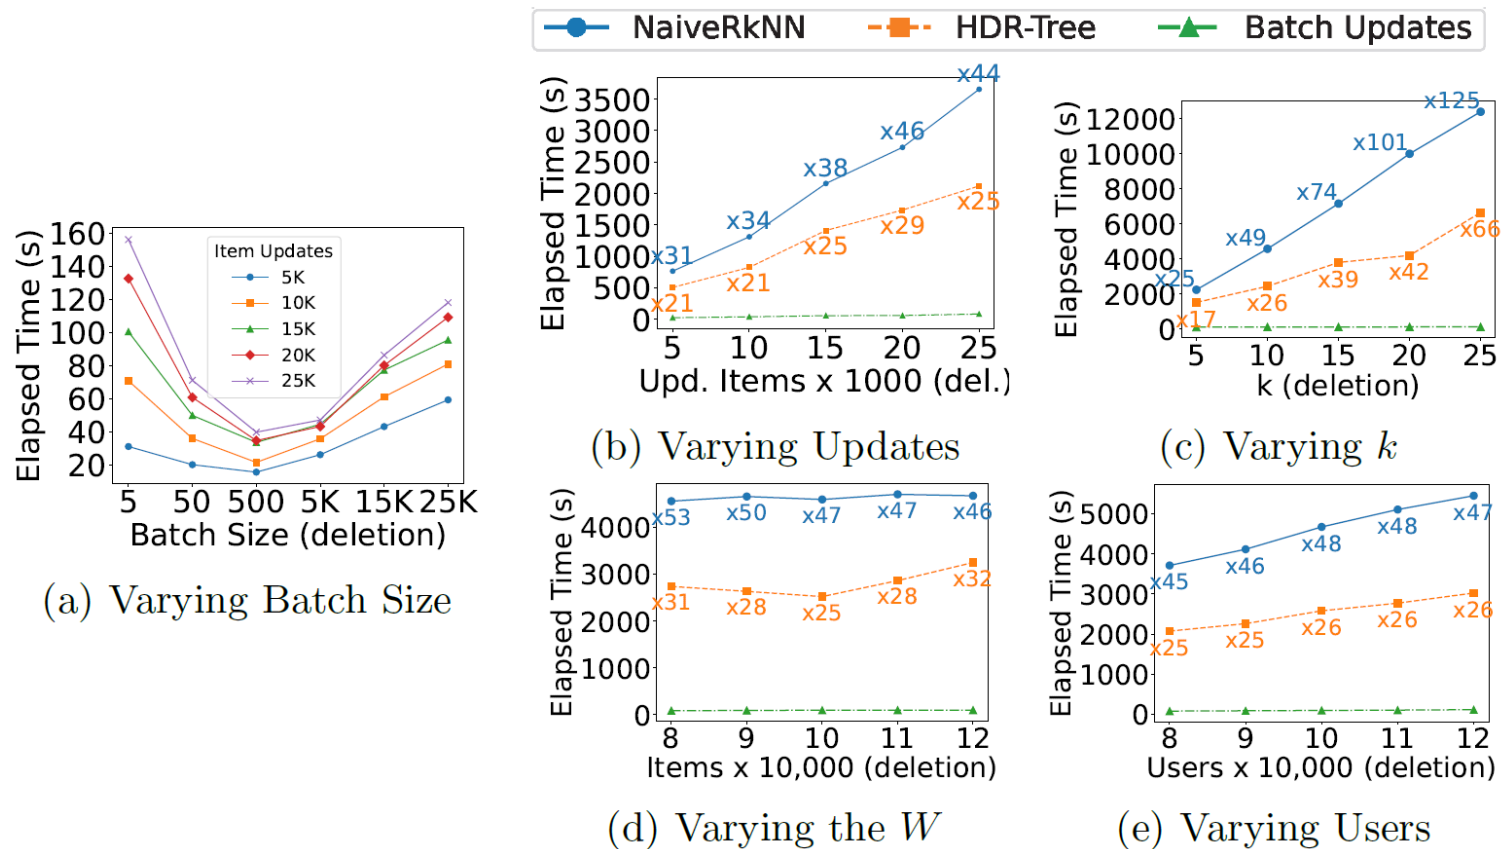 NaiveRkNN HDR-Tree Batch Updates
Elapsed Time (s)
160
140
120
100
80
60
40
20
Item Updates
5K
10K
15K
20K
25K
5 50 500 5K 15K 25K
Batch Size (deletion)
(a) Varying Batch Size
Elapsed Time (s)
3500
3000
2500
2000
1500
1000
500
0
x31 x34 x38 x46 x44
x21 x21 x25 x29 x25
5 10 15 20 25
Upd. Items x 1000 (del.)
(b) Varying Updates
Elapsed Time (s)
12000
10000
8000
6000
4000
2000
0
x25 x49 x74 x101 x125
x17 x26 x39 x42 x66
5 10 15 20 25
k (deletion)
(c) Varying k
Elapsed Time (s)
4000
3000
2000
1000
0
x53 x50 x47 x47 x46
x31 x28 x25 x28 x32
8 9 10 11 12
Items x 10,000 (deletion)
(d) Varying the W
Elapsed Time (s)
5000
4000
3000
2000
1000
0
x45 x46 x48 x48 x47
x25 x25 x26 x26 x26
8 9 10 11 12
Users x 10,000 (deletion)
(e) Varying Users